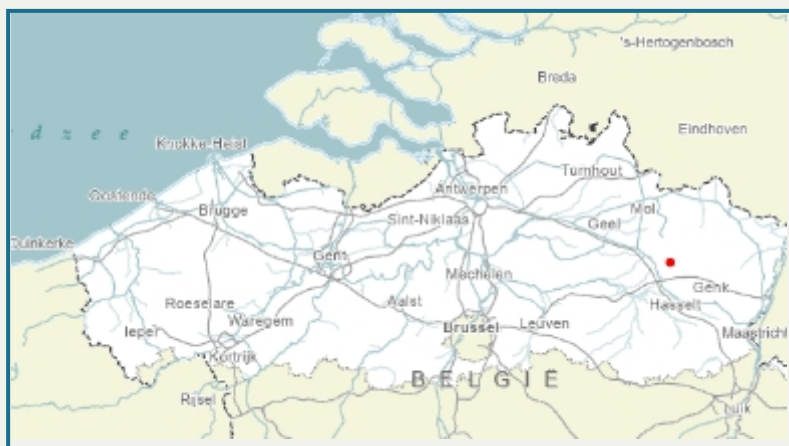 's-Hertogenbosch
Breda
d z e e
Eindhoven
Knokke-Heist
Turnhout
Antwerpen
Oostende
Mol
Brugge
Sint-Niklaas
Geel
Duinkerke
Gent
Mechelen
Genk
Roeselare
Aalst
Hasselt
Ieper
Waregem
Brussel
Leuven
Maastricht
Kortrijk
BELGIË
Rijsel
Luik